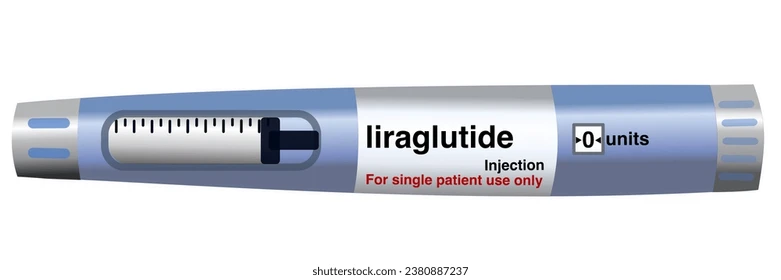 liraglutide
▸0◂ units
Injection
For single patient use only
shutterstock.com · 2380887237